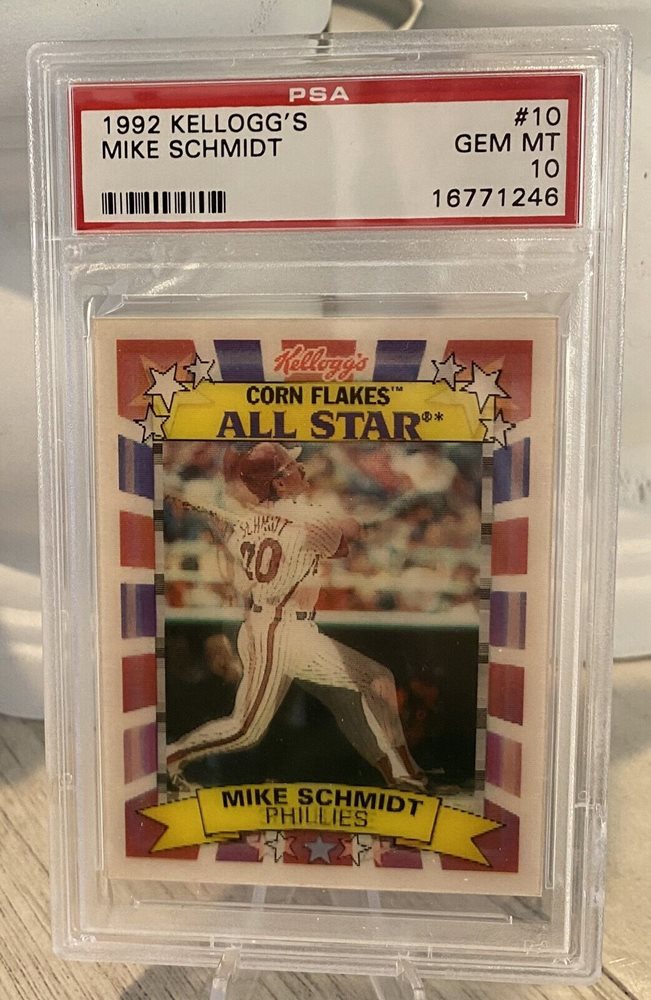 PSA
1992 KELLOGG'S #10
MIKE SCHMIDT GEM MT
10
16771246
Kellogg's
CORN FLAKES™
ALL STAR®*
SCHMIDT
20
MIKE SCHMIDT
PHILLIES